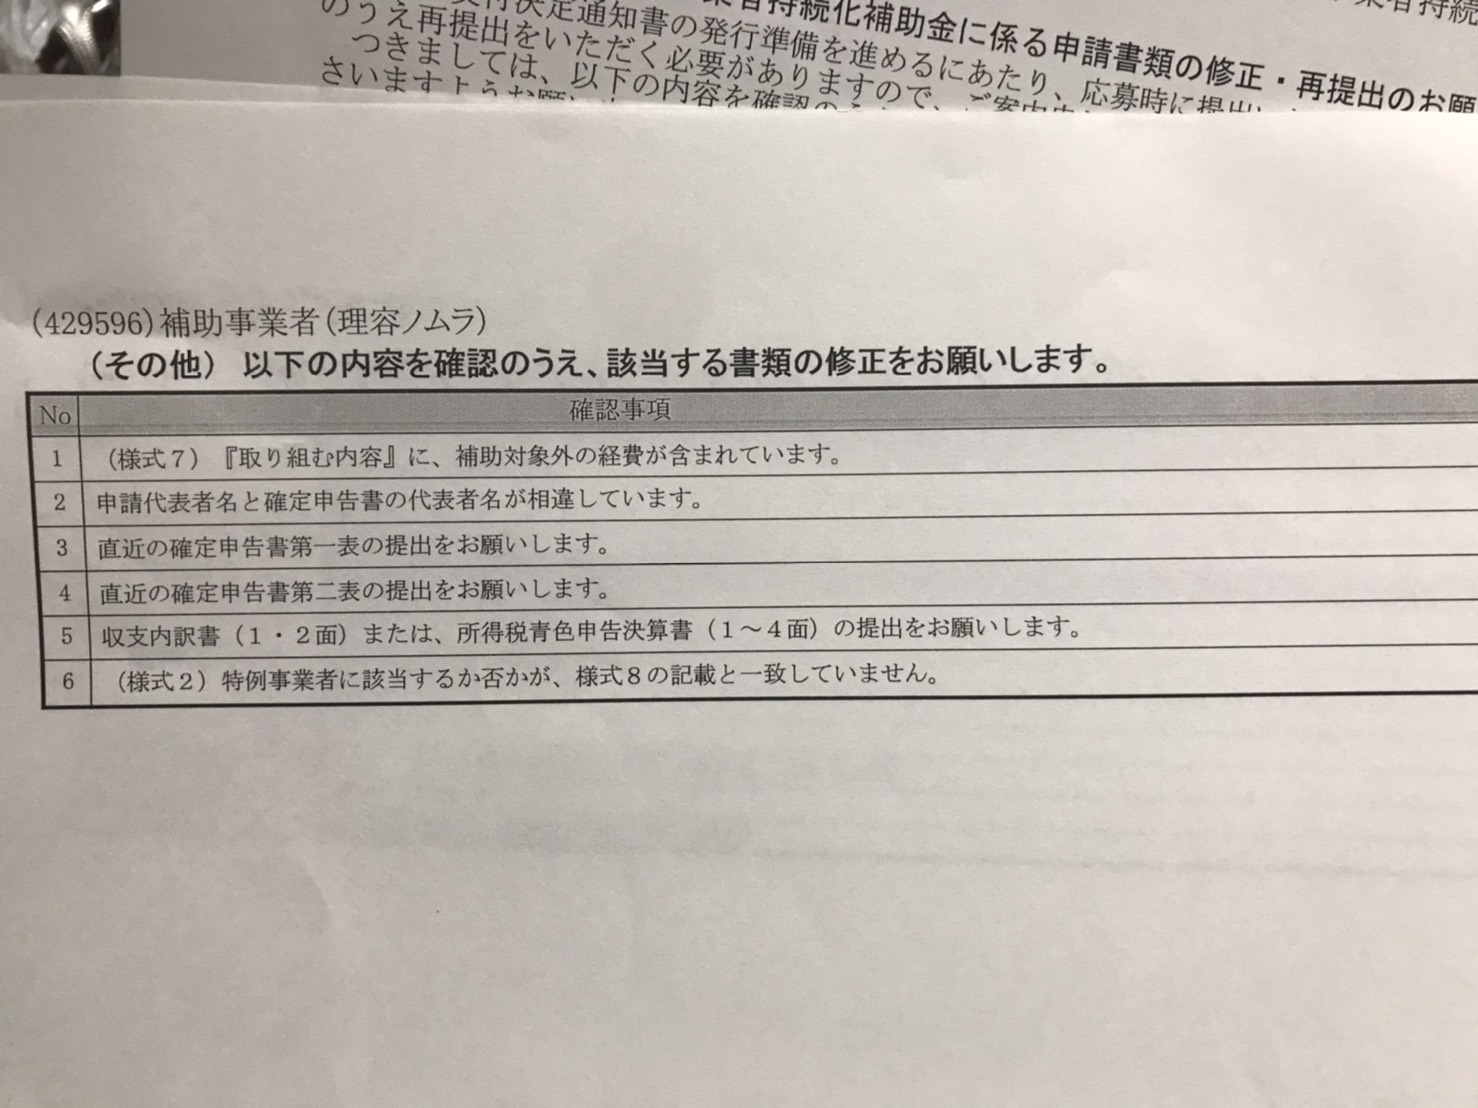 者持続化補助金に係る申請書類の修正・再提出のお願
決定通知書の発行準備を進めるにあたり、応募時に提出
のうえ再提出をいただく必要がありますので、ご案内
つきましては、以下の内容を確認のうえ
さいますようお願い
(429596)補助事業者(理容ノムラ)
(その他) 以下の内容を確認のうえ、該当する書類の修正をお願いします。
No 確認事項
1 (様式7)『取り組む内容』に、補助対象外の経費が含まれています。
2 申請代表者名と確定申告書の代表者名が相違しています。
3 直近の確定申告書第一表の提出をお願いします。
4 直近の確定申告書第二表の提出をお願いします。
5 収支内訳書(1・2面)または、所得税青色申告決算書(1～4面)の提出をお願いします。
6 (様式2)特例事業者に該当するか否かが、様式8の記載と一致していません。